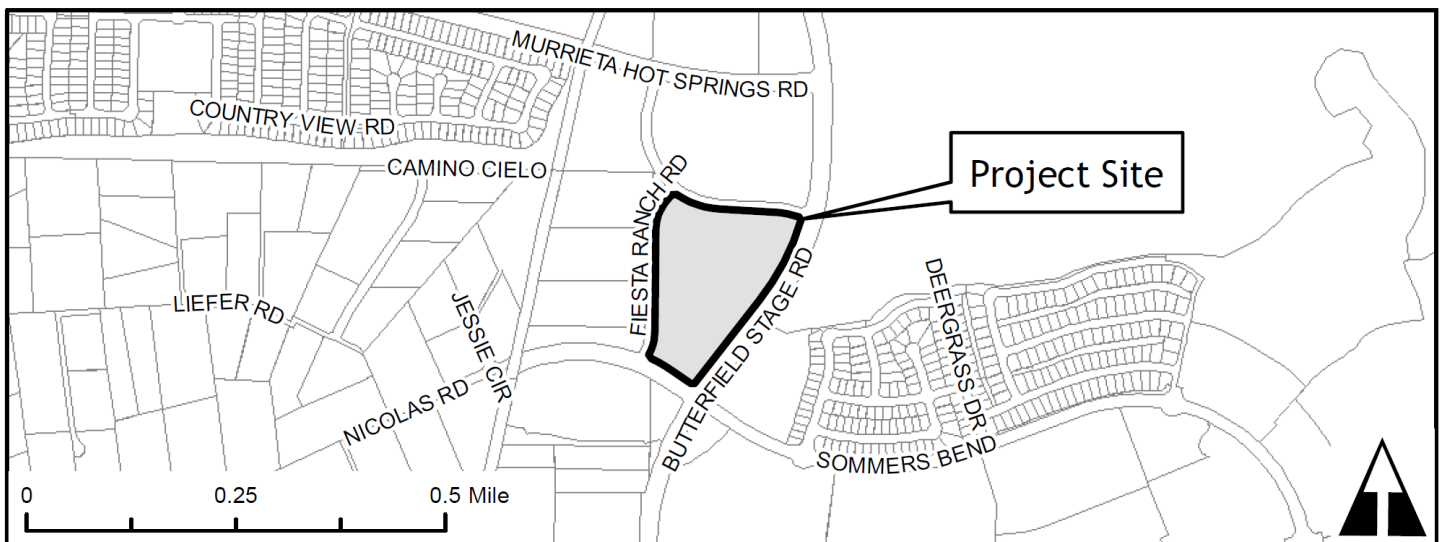 MURRIETA HOT SPRINGS RD
COUNTRY VIEW RD
CAMINO CIELO
Project Site
FIESTA RANCH RD
BUTTERFIELD STAGE RD
DEERGRASS DR
LIEFER RD
JESSIE CIR
NICOLAS RD
SOMMERS BEND
0 0.25 0.5 Mile